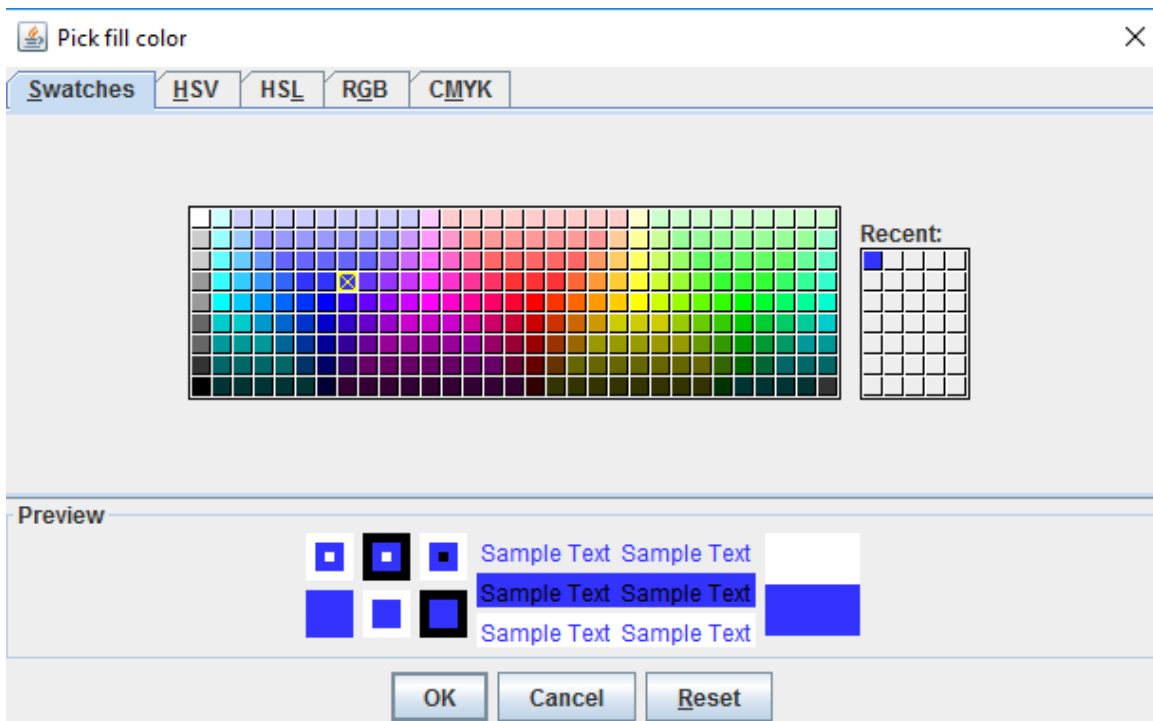 Pick fill color
Swatches HSV HSL RGB CMYK
Recent:
Preview
Sample Text Sample Text
Sample Text Sample Text
Sample Text Sample Text
OK Cancel Reset